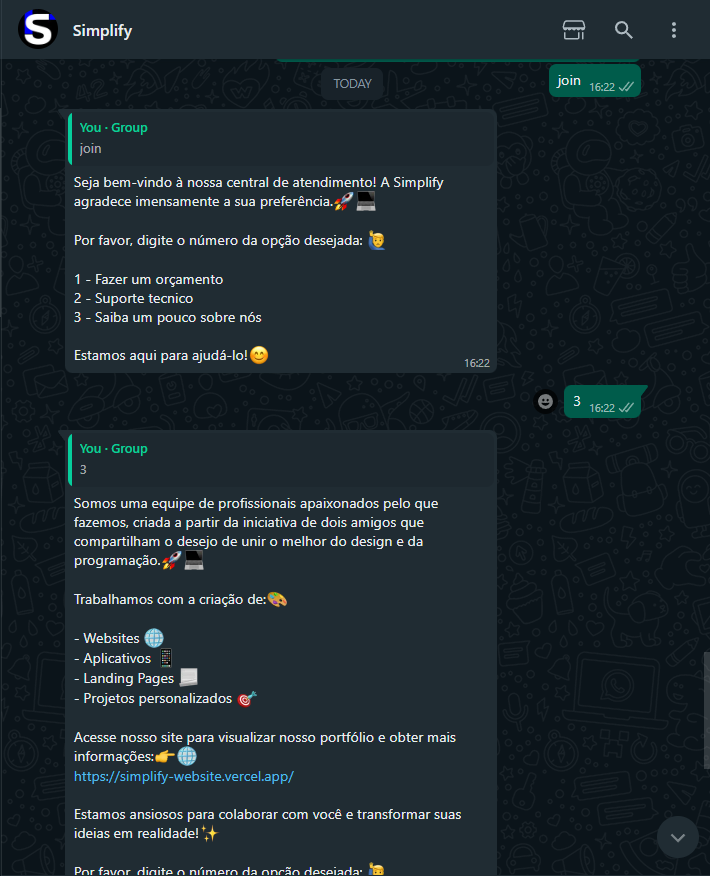 Simplify
TODAY
join 16:22
You · Group
join
Seja bem-vindo à nossa central de atendimento! A Simplify
agradece imensamente a sua preferência.🚀💻
Por favor, digite o número da opção desejada: 🙋‍♂️
1 - Fazer um orçamento
2 - Suporte tecnico
3 - Saiba um pouco sobre nós
Estamos aqui para ajudá-lo!😊
16:22
3 16:22
You · Group
3
Somos uma equipe de profissionais apaixonados pelo que
fazemos, criada a partir da iniciativa de dois amigos que
compartilham o desejo de unir o melhor do design e da
programação.🚀💻
Trabalhamos com a criação de:🎨
- Websites 🌐
- Aplicativos 📱
- Landing Pages 📃
- Projetos personalizados 🎯
Acesse nosso site para visualizar nosso portfólio e obter mais
informações:👉🌐
https://simplify-website.vercel.app/
Estamos ansiosos para colaborar com você e transformar suas
ideias em realidade!✨
Por favor, digite o número da opção desejada: 🙋‍♂️